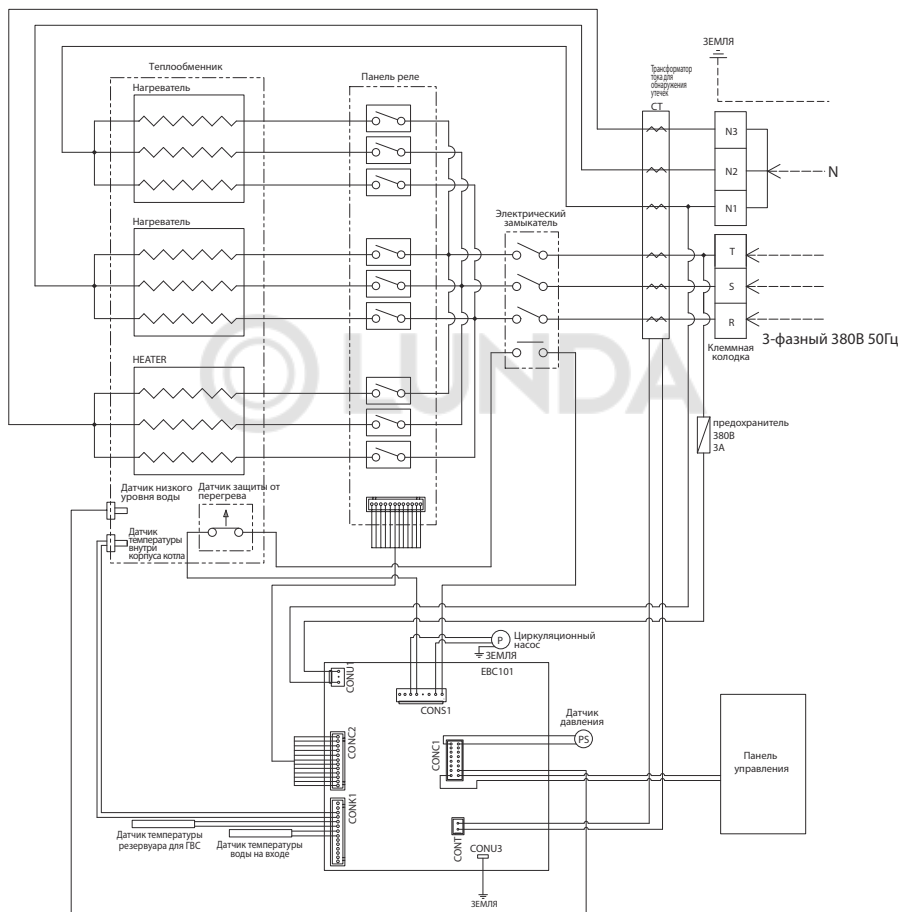 ЗЕМЛЯ
Теплообменник
Нагреватель
Панель реле
Трансформатор
тока для
обнаружения
утечек
CT
N3
N2
N
N1
Нагреватель
Электрический
замыкатель
T
S
R
Клеммная
колодка
3-фазный 380В 50Гц
LUNDA
HEATER
предохранитель
380В
3А
Датчик низкого
уровня воды
Датчик защиты от
перегрева
Датчик
температуры
внутри
корпуса котла
P
Циркуляционный
насос
ЗЕМЛЯ
EBC101
CONU1
CONS1
Датчик
давления
PS
CONC2
CONC1
Панель
управления
CONK1
Датчик температуры
резервуара для ГВС
Датчик температуры
воды на входе
CONT
CONU3
ЗЕМЛЯ